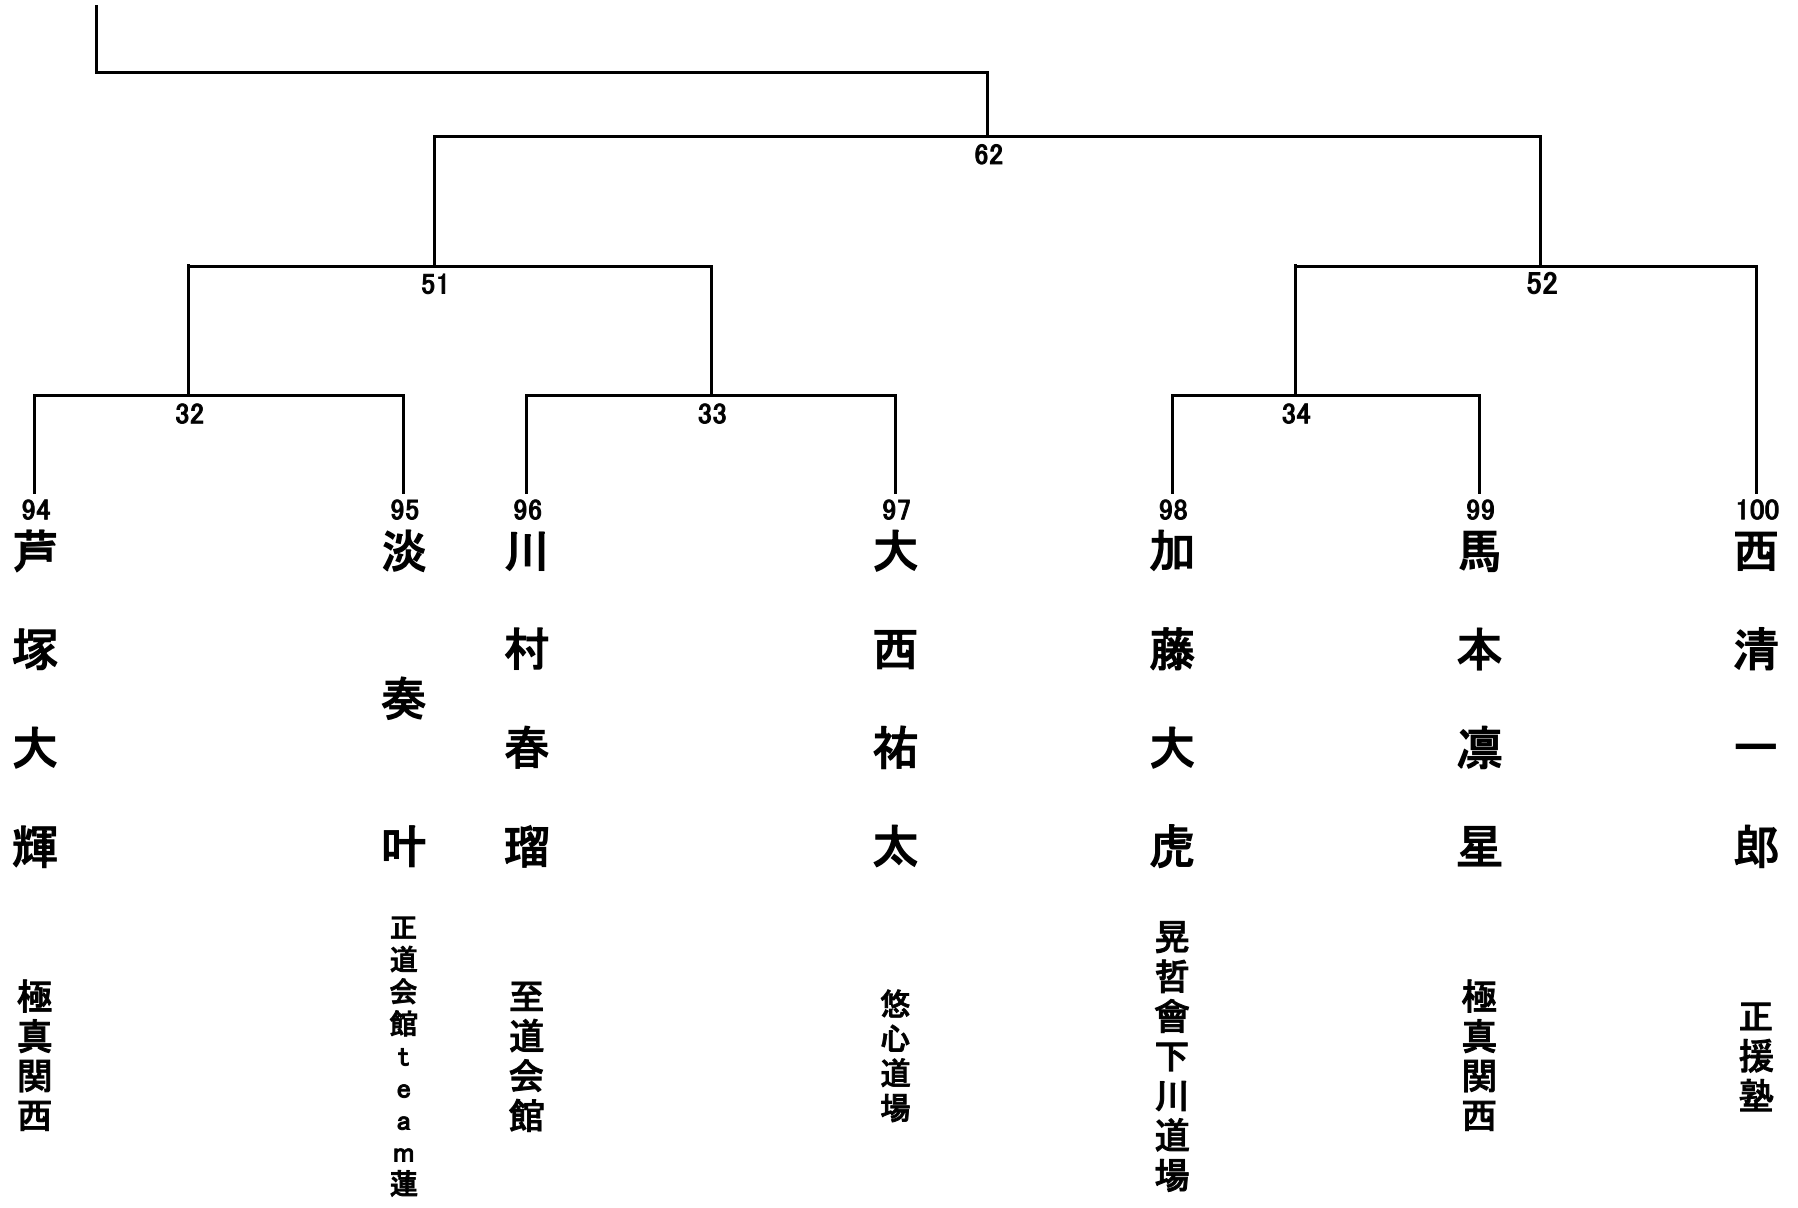 62
51
52
32
33
34
94
95
96
97
98
99
100
芦塚大輝
淡奏叶
川村春瑠
大西祐太
加藤大虎
馬本凛星
西清一郎
極真関西
正道会館team蓮
至道会館
悠心道場
晃哲會下川道場
極真関西
正援塾